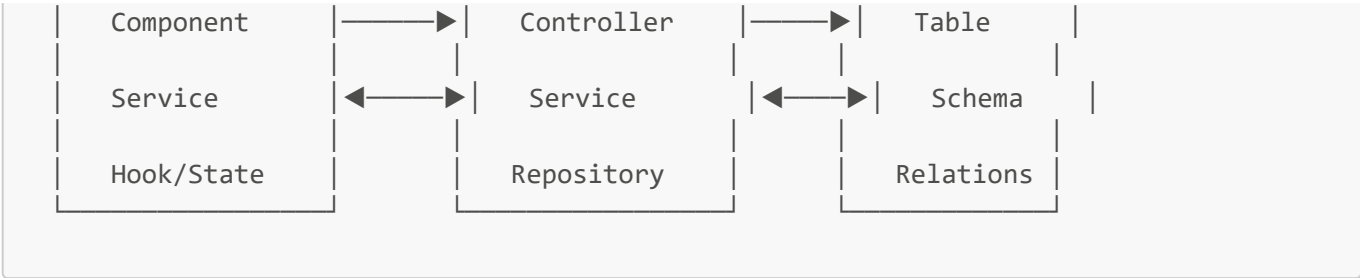 Component Controller Table
Service Service Schema
Hook/State Repository Relations